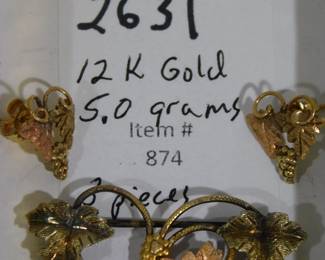 2631
12 K Gold
5.0 grams
Item #
874
3 pieces